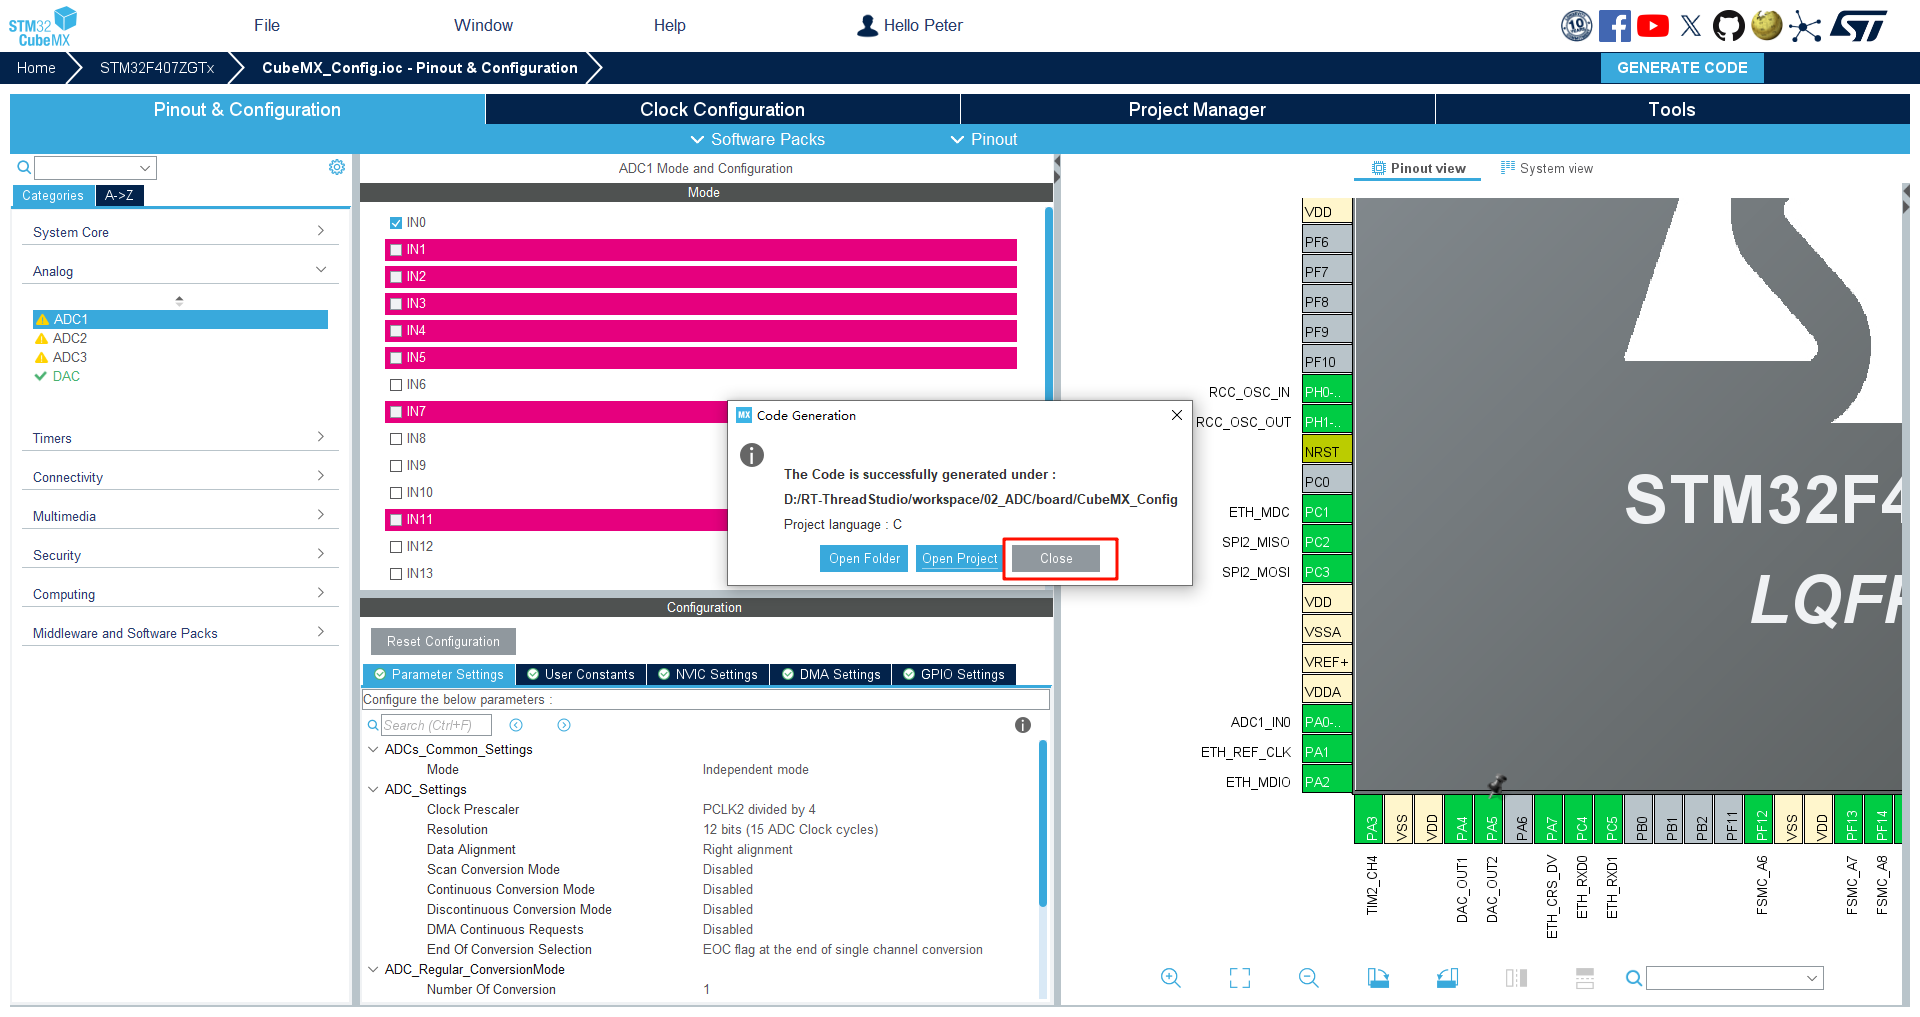 STM32
CubeMX
File
Window
Help
Hello Peter
10
Home
STM32F407ZGTx
CubeMX_Config.ioc - Pinout & Configuration
GENERATE CODE
Pinout & Configuration
Clock Configuration
Project Manager
Tools
Software Packs
Pinout
Categories
A->Z
System Core
Analog
ADC1
ADC2
ADC3
DAC
Timers
Connectivity
Multimedia
Security
Computing
Middleware and Software Packs
ADC1 Mode and Configuration
Mode
IN0
IN1
IN2
IN3
IN4
IN5
IN6
IN7
IN8
IN9
IN10
IN11
IN12
IN13
MX Code Generation
The Code is successfully generated under :
D:/RT-ThreadStudio/workspace/02_ADC/board/CubeMX_Config
Project language : C
Open Folder
Open Project
Close
Configuration
Reset Configuration
Parameter Settings
User Constants
NVIC Settings
DMA Settings
GPIO Settings
Configure the below parameters :
Search (Ctrl+F)
ADCs_Common_Settings
Mode Independent mode
ADC_Settings
Clock Prescaler PCLK2 divided by 4
Resolution 12 bits (15 ADC Clock cycles)
Data Alignment Right alignment
Scan Conversion Mode Disabled
Continuous Conversion Mode Disabled
Discontinuous Conversion Mode Disabled
DMA Continuous Requests Disabled
End Of Conversion Selection EOC flag at the end of single channel conversion
ADC_Regular_ConversionMode
Number Of Conversion 1
Pinout view
System view
VDD
PF6
PF7
PF8
PF9
PF10
RCC_OSC_IN PH0-..
RCC_OSC_OUT PH1-..
NRST
PC0
ETH_MDC PC1
SPI2_MISO PC2
SPI2_MOSI PC3
VDD
VSSA
VREF+
VDDA
ADC1_IN0 PA0-..
ETH_REF_CLK PA1
ETH_MDIO PA2
STM32F4
LQFP
PA3
VSS
VDD
PA4
PA5
PA6
PA7
PC4
PC5
PB0
PB1
PB2
PF11
PF12
VSS
VDD
PF13
PF14
TIM2_CH4
DAC_OUT1
DAC_OUT2
ETH_CRS_DV
ETH_RXD0
ETH_RXD1
FSMC_A6
FSMC_A7
FSMC_A8